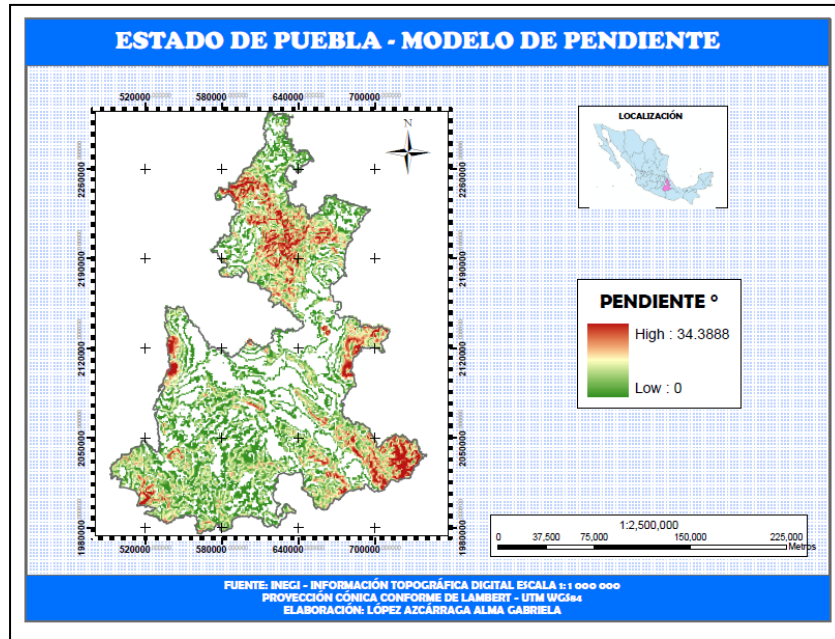 ESTADO DE PUEBLA - MODELO DE PENDIENTE
520000 580000 640000 700000
N
2260000 2260000
2190000 2190000
2120000 2120000
2050000 2050000
1980000 1980000
520000 580000 640000 700000
LOCALIZACIÓN
PENDIENTE °
High : 34.3888
Low : 0
1:2,500,000
0 37,500 75,000 150,000 225,000
Metros
FUENTE: INEGI - INFORMACIÓN TOPOGRÁFICA DIGITAL ESCALA 1: 1 000 000
PROYECCIÓN CÓNICA CONFORME DE LAMBERT - UTM WGS84
ELABORACIÓN: LÓPEZ AZCÁRRAGA ALMA GABRIELA